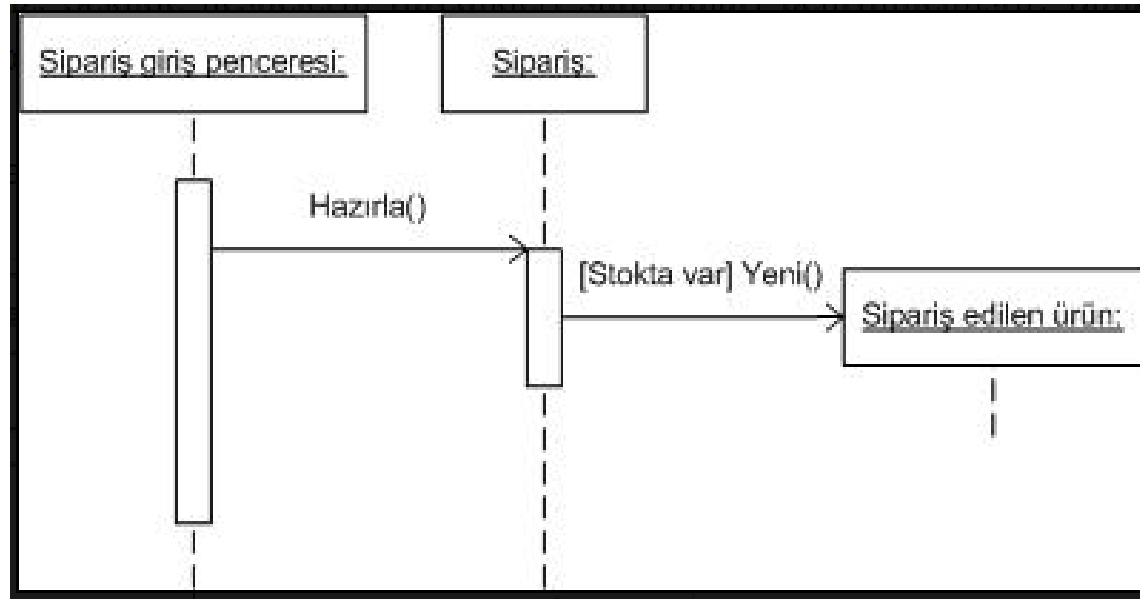 Sipariş giriş penceresi:
Sipariş:
Hazırla()
[Stokta var] Yeni()
Sipariş edilen ürün: